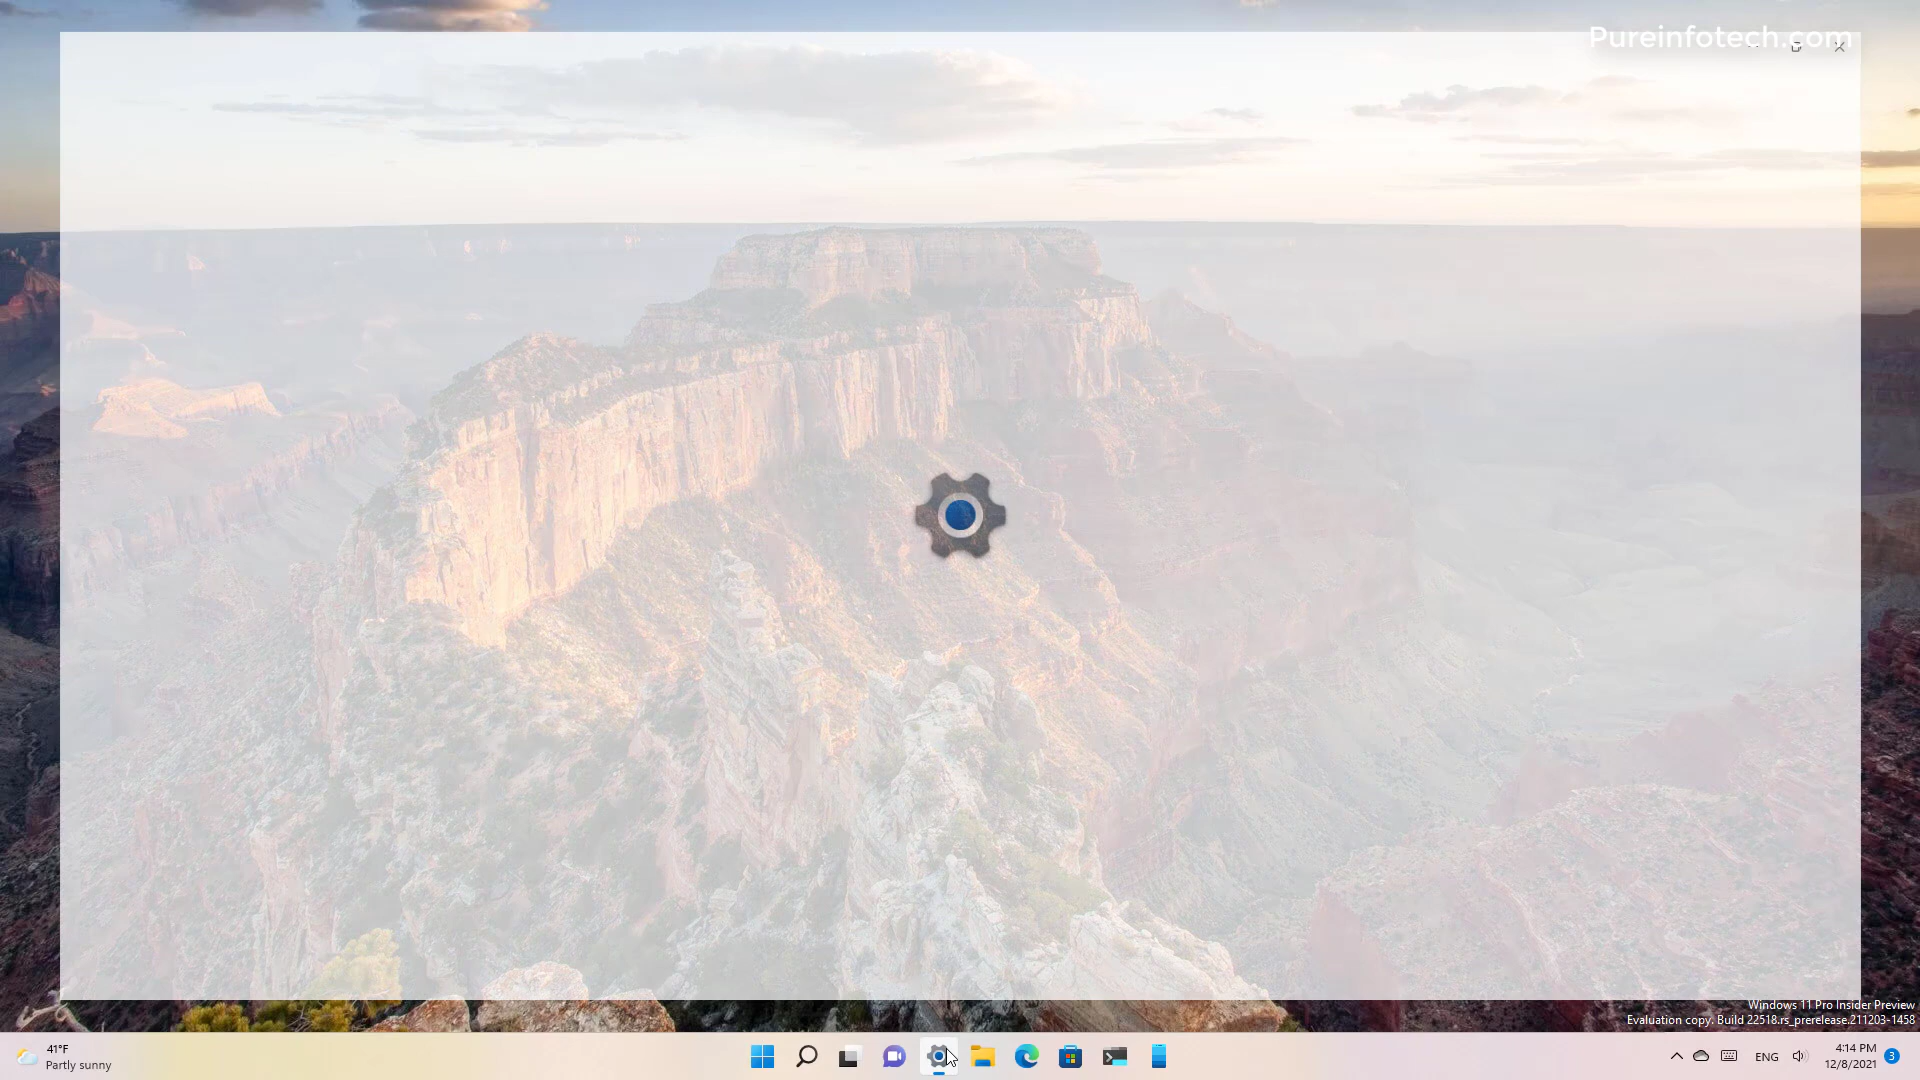 Pureinfotech.com
Windows 11 Pro Insider Preview
Evaluation copy. Build 22518.rs_prerelease.211203-1458
41°F
Partly sunny
ENG
4:14 PM
12/8/2021
3